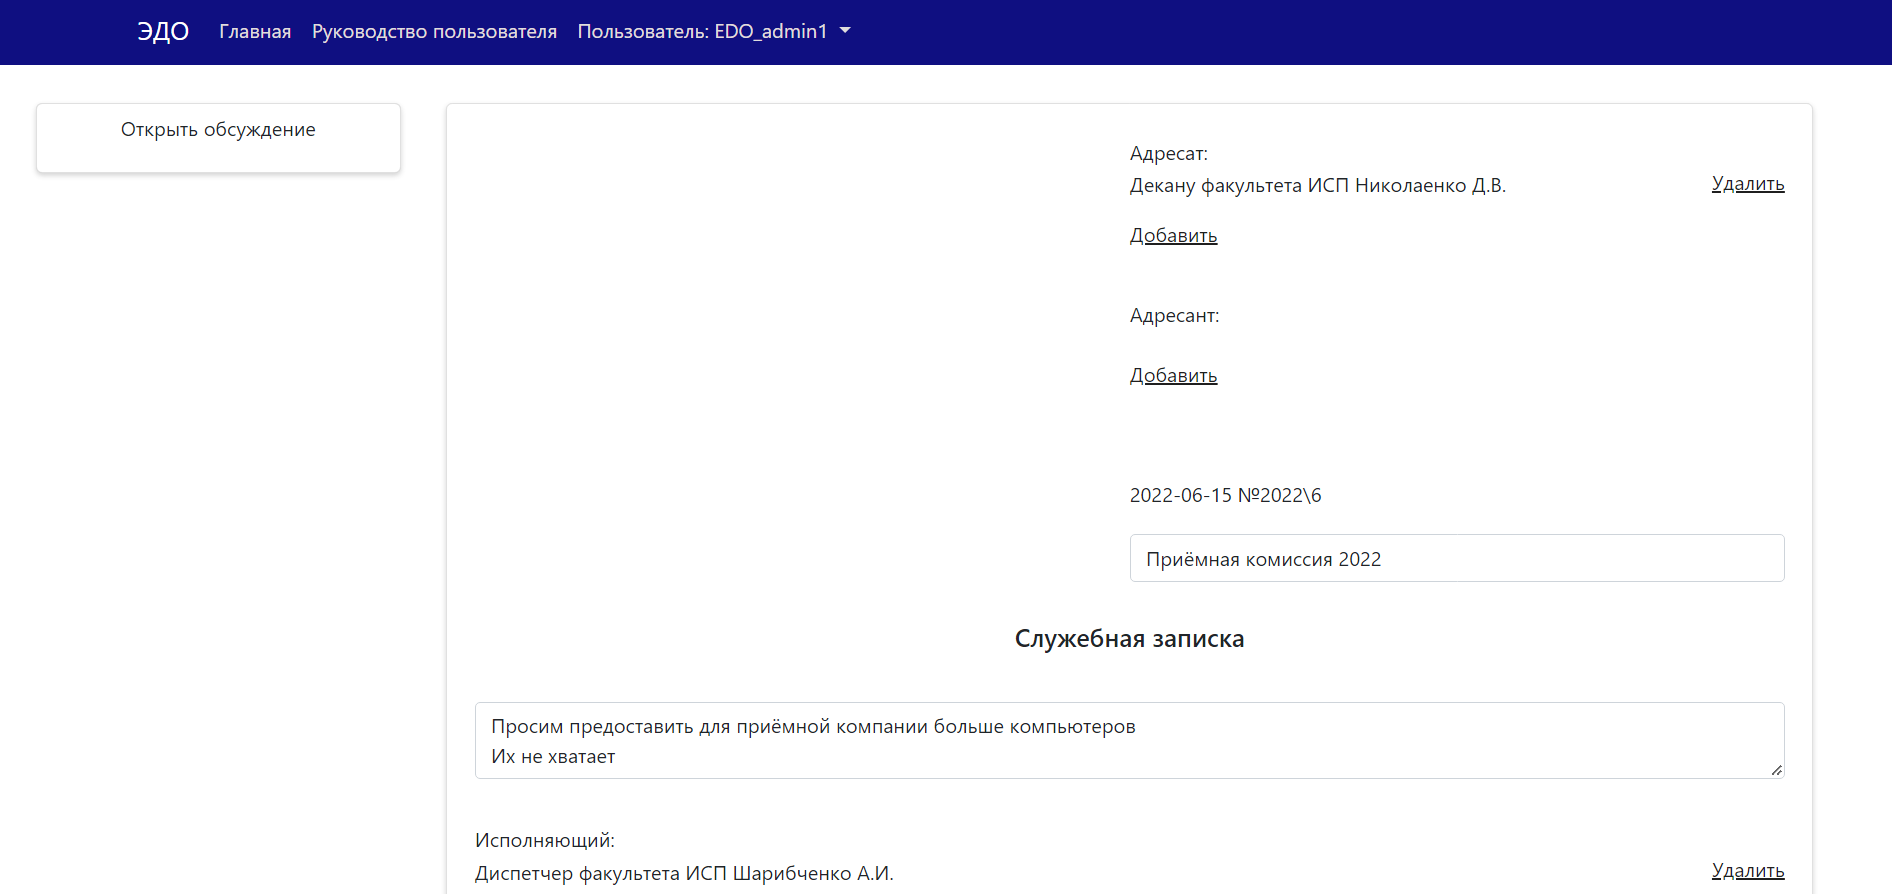 ЭДО Главная Руководство пользователя Пользователь: EDO_admin1
Открыть обсуждение
Адресат:
Декану факультета ИСП Николаенко Д.В. Удалить
Добавить
Адресант:
Добавить
2022-06-15 №2022\6
Приёмная комиссия 2022
Служебная записка
Просим предоставить для приёмной компании больше компьютеров
Их не хватает
Исполняющий:
Диспетчер факультета ИСП Шарибченко А.И. Удалить